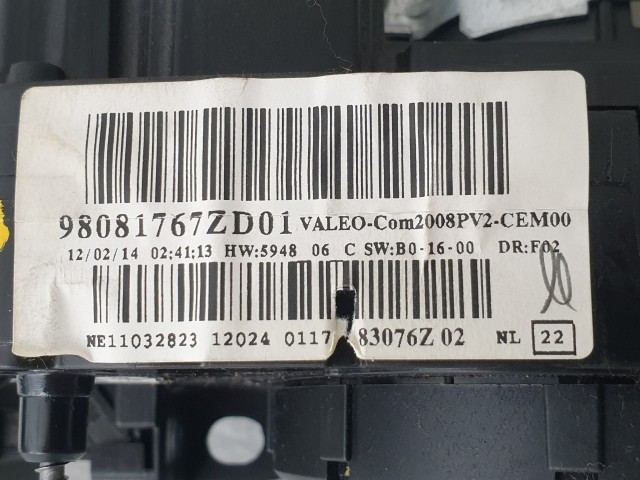 98081767ZD01 VALEO-Com2008PV2-CEM00
12/02/14 02:41:13 HW:5948 06 C SW:B0-16-00 DR:F02
NE11032823 12024 0117 83076Z 02 NL 22